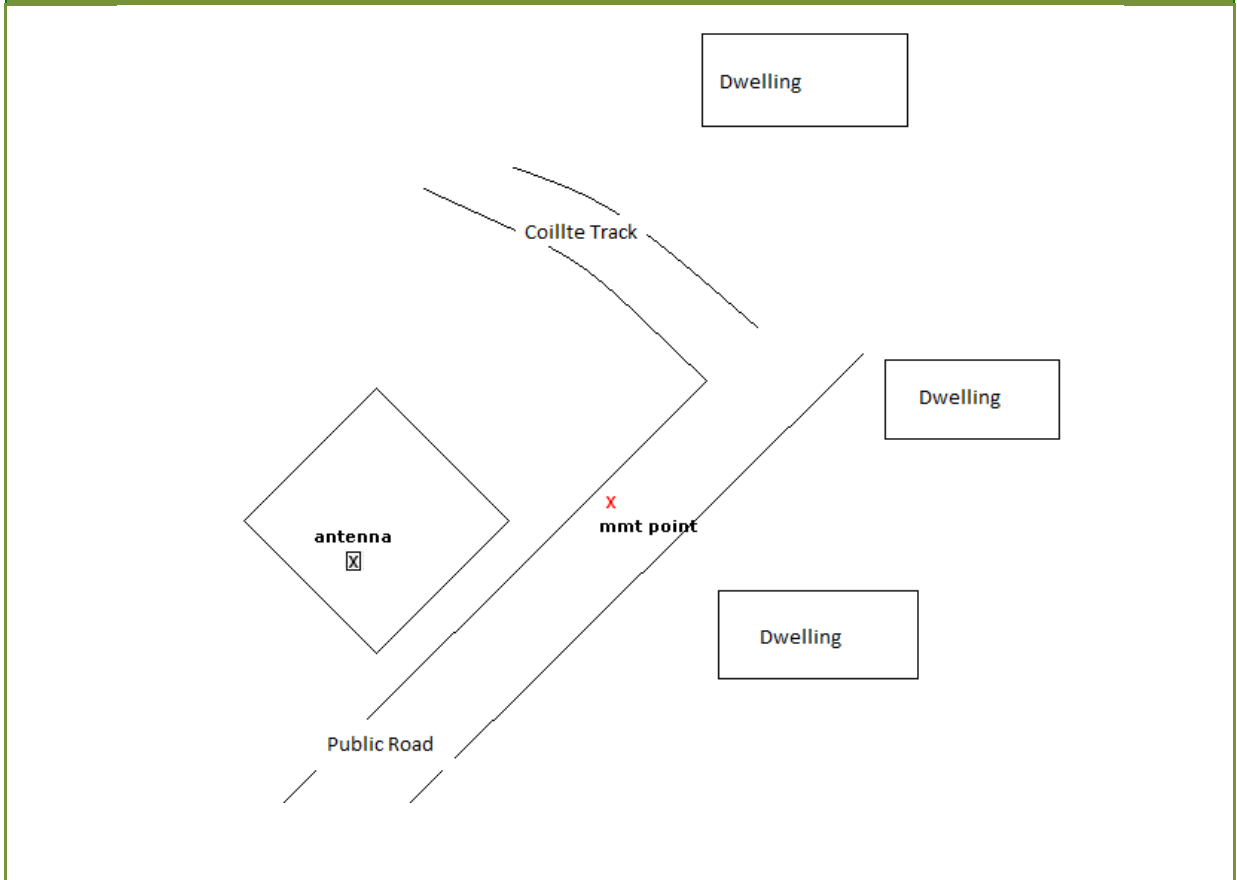 Dwelling
Coillte Track
Dwelling
X
mmt point
antenna
X
Dwelling
Public Road